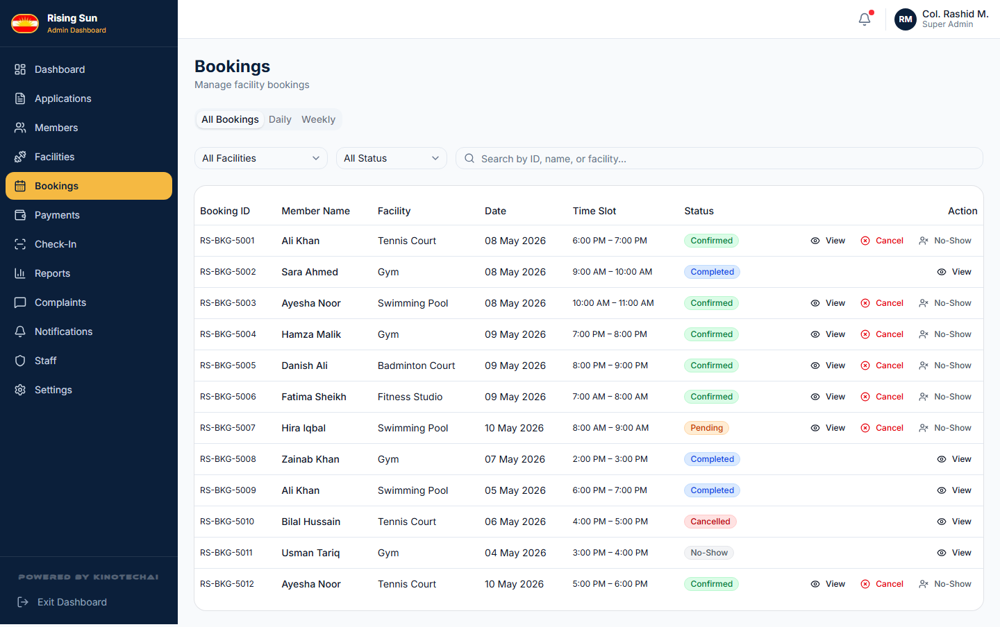 Rising Sun
Admin Dashboard
RM
Col. Rashid M.
Super Admin
Dashboard
Applications
Members
Facilities
Bookings
Payments
Check-In
Reports
Complaints
Notifications
Staff
Settings
POWERED BY KINOTECHAI
Exit Dashboard
Bookings
Manage facility bookings
All Bookings Daily Weekly
All Facilities All Status Search by ID, name, or facility...
Booking ID Member Name Facility Date Time Slot Status Action
RS-BKG-5001 Ali Khan Tennis Court 08 May 2026 6:00 PM – 7:00 PM Confirmed View Cancel No-Show
RS-BKG-5002 Sara Ahmed Gym 08 May 2026 9:00 AM – 10:00 AM Completed View
RS-BKG-5003 Ayesha Noor Swimming Pool 08 May 2026 10:00 AM – 11:00 AM Confirmed View Cancel No-Show
RS-BKG-5004 Hamza Malik Gym 09 May 2026 7:00 PM – 8:00 PM Confirmed View Cancel No-Show
RS-BKG-5005 Danish Ali Badminton Court 09 May 2026 8:00 PM – 9:00 PM Confirmed View Cancel No-Show
RS-BKG-5006 Fatima Sheikh Fitness Studio 09 May 2026 7:00 AM – 8:00 AM Confirmed View Cancel No-Show
RS-BKG-5007 Hira Iqbal Swimming Pool 10 May 2026 8:00 AM – 9:00 AM Pending View Cancel No-Show
RS-BKG-5008 Zainab Khan Gym 07 May 2026 2:00 PM – 3:00 PM Completed View
RS-BKG-5009 Ali Khan Swimming Pool 05 May 2026 6:00 PM – 7:00 PM Completed View
RS-BKG-5010 Bilal Hussain Tennis Court 06 May 2026 4:00 PM – 5:00 PM Cancelled View
RS-BKG-5011 Usman Tariq Gym 04 May 2026 3:00 PM – 4:00 PM No-Show View
RS-BKG-5012 Ayesha Noor Tennis Court 10 May 2026 5:00 PM – 6:00 PM Confirmed View Cancel No-Show